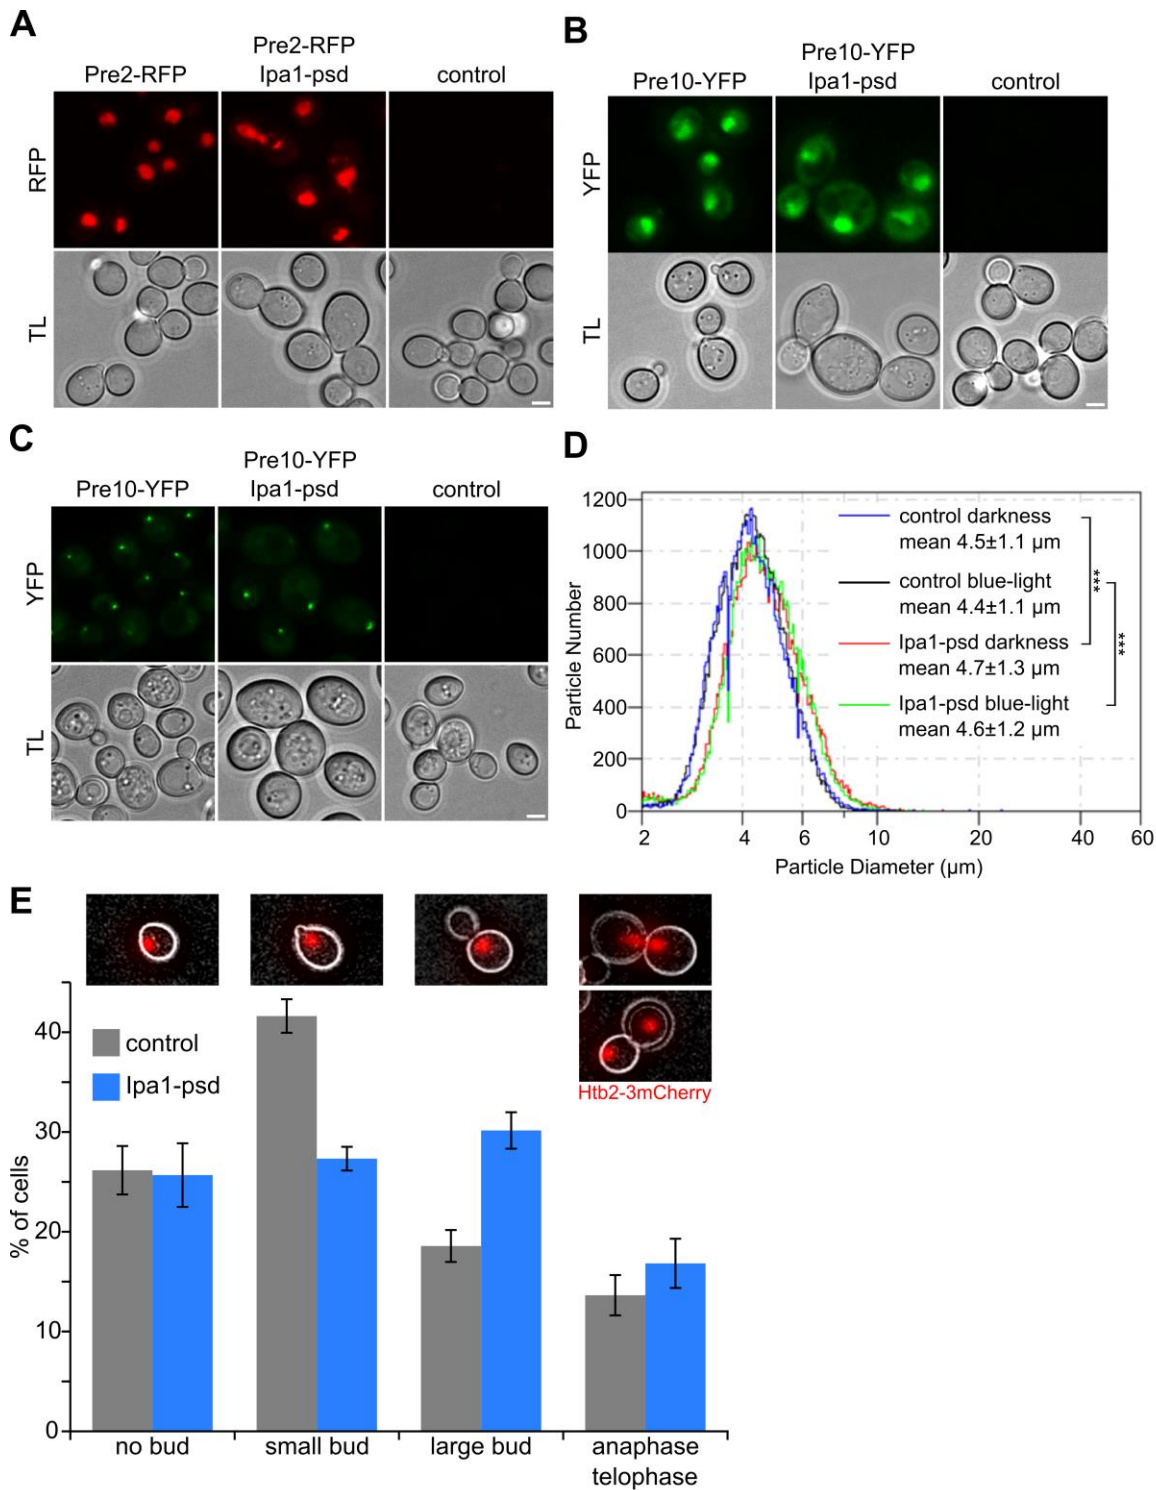 A
Pre2-RFP
Pre2-RFP
Ipa1-psd
control
RFP
TL
B
Pre10-YFP
Pre10-YFP
Ipa1-psd
control
YFP
TL
C
Pre10-YFP
Pre10-YFP
Ipa1-psd
control
YFP
TL
D
Particle Number
1200
1000
800
600
400
200
0
2
4
6
10
20
40
60
Particle Diameter (µm)
control darkness
mean 4.5±1.1 µm
control blue-light
mean 4.4±1.1 µm
Ipa1-psd darkness
mean 4.7±1.3 µm
Ipa1-psd blue-light
mean 4.6±1.2 µm
***
***
E
Htb2-3mCherry
control
Ipa1-psd
% of cells
40
30
20
10
0
no bud
small bud
large bud
anaphase
telophase